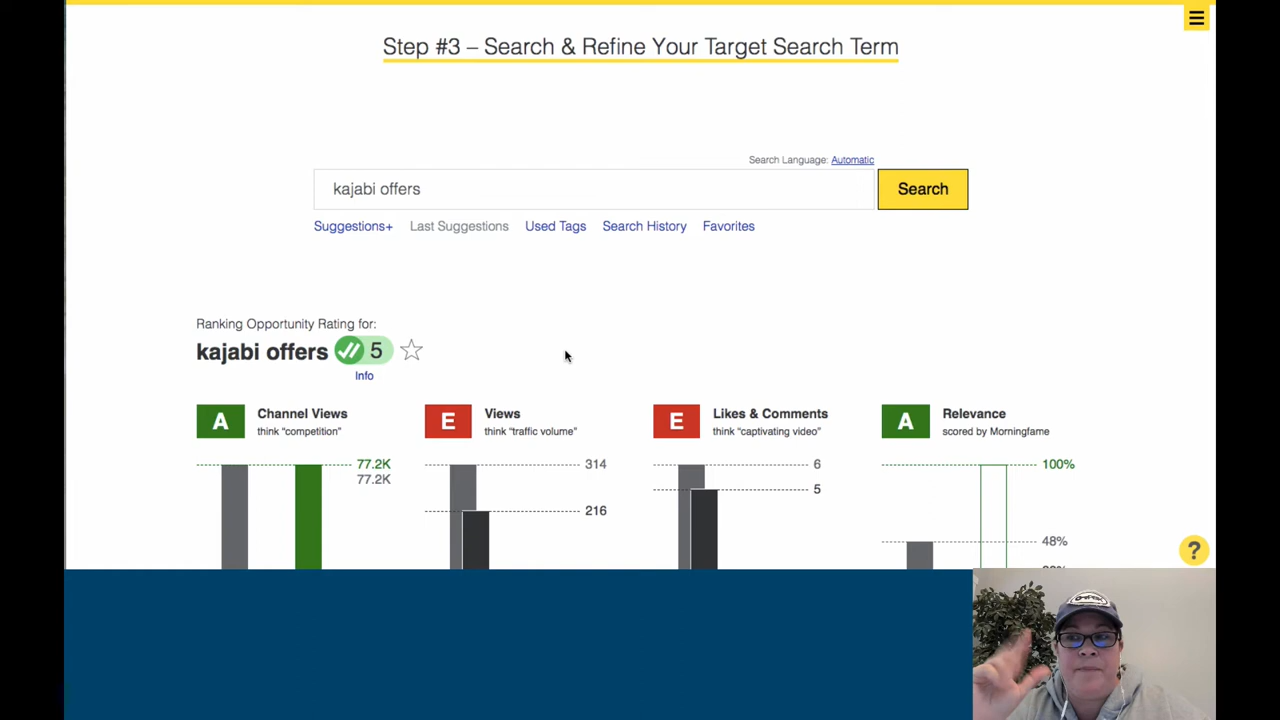 Step #3 – Search & Refine Your Target Search Term
Search Language: Automatic
kajabi offers
Search
Suggestions+ Last Suggestions Used Tags Search History Favorites
Ranking Opportunity Rating for:
kajabi offers 5
Info
A Channel Views
think “competition”
77.2K
77.2K
E Views
think “traffic volume”
314
216
E Likes & Comments
think “captivating video”
6
5
A Relevance
scored by Morningfame
100%
48%
?